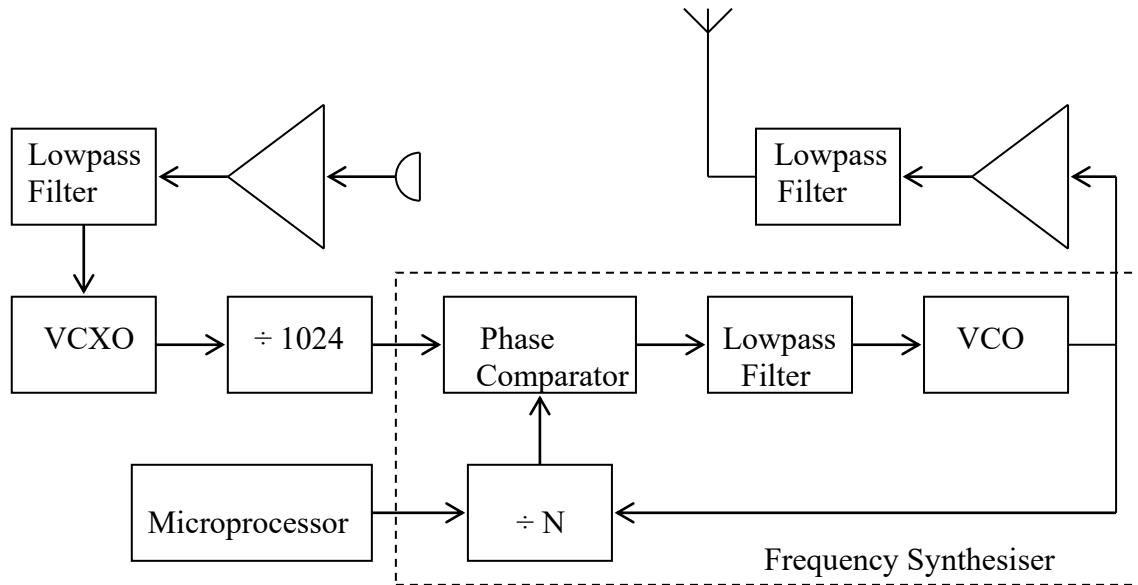 Lowpass
Filter
Lowpass
Filter
VCXO
÷ 1024
Phase
Comparator
Lowpass
Filter
VCO
Microprocessor
÷ N
Frequency Synthesiser